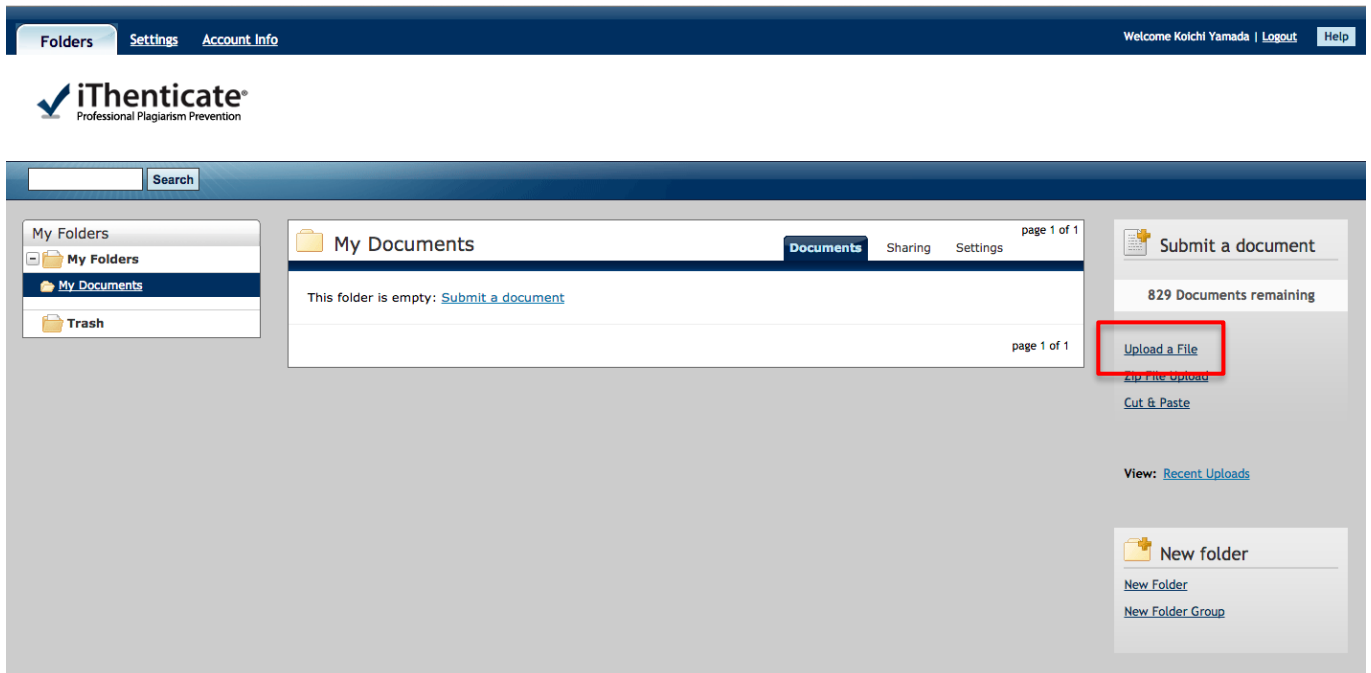 Folders Settings Account Info Welcome Koichi Yamada | Logout Help
iThenticate®
Professional Plagiarism Prevention
Search
My Folders
My Folders
My Documents
Trash
My Documents Documents Sharing Settings page 1 of 1
This folder is empty: Submit a document
page 1 of 1
Submit a document
829 Documents remaining
Upload a File
Zip File Upload
Cut & Paste
View: Recent Uploads
New folder
New Folder
New Folder Group